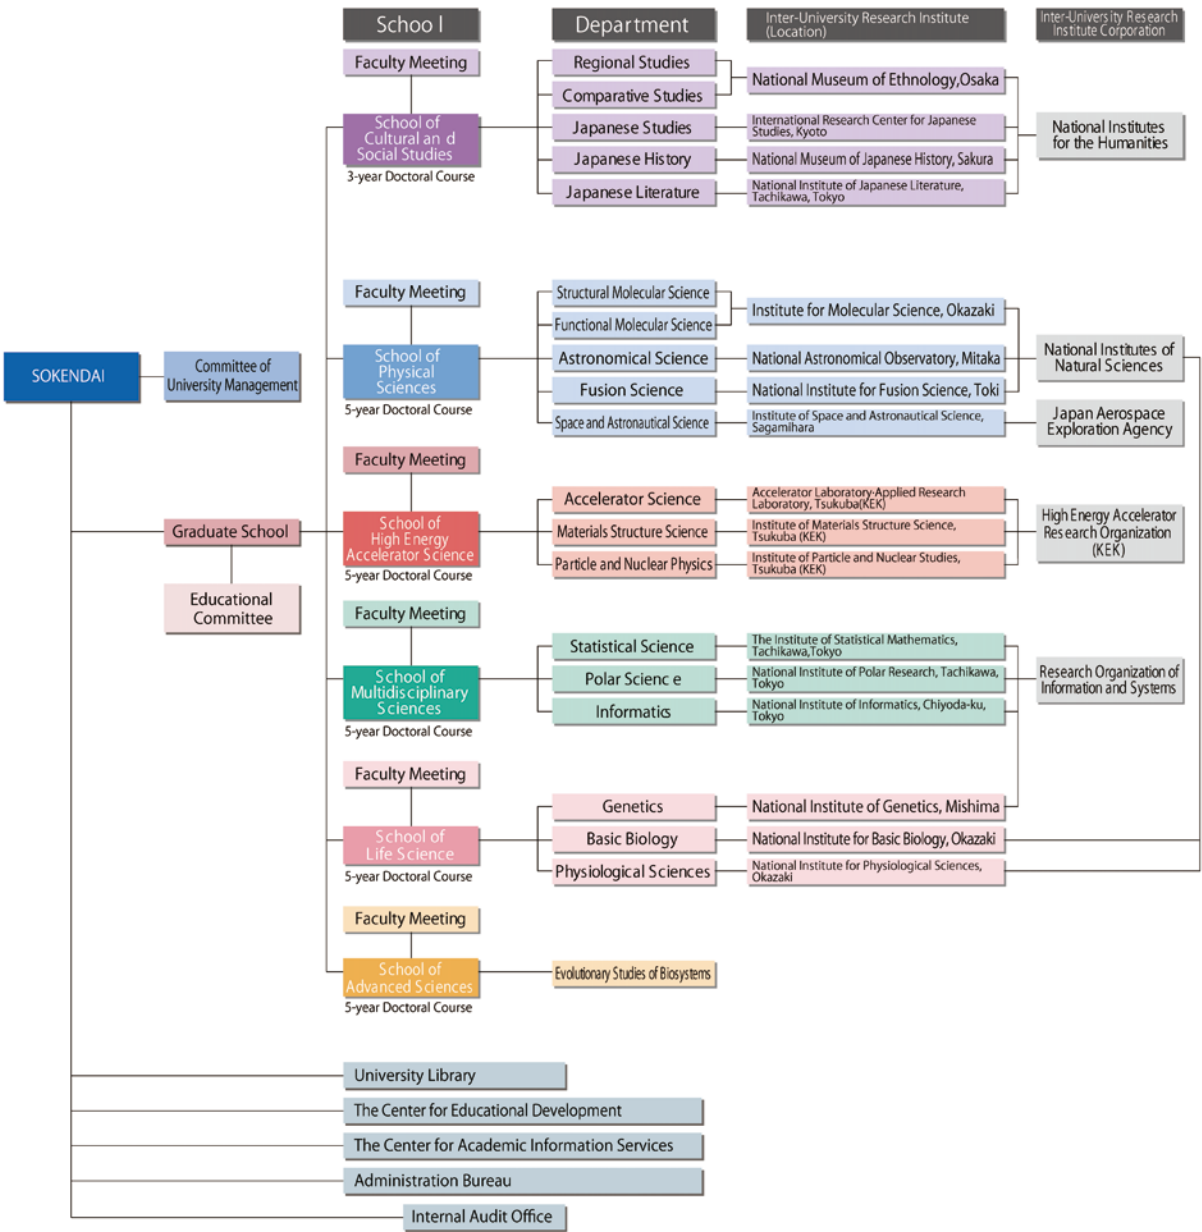 School
Department
Inter-University Research Institute
(Location)
Inter-University Research
Institute Corporation
Faculty Meeting
School of
Cultural and
Social Studies
3-year Doctoral Course
Regional Studies
Comparative Studies
Japanese Studies
Japanese History
Japanese Literature
National Museum of Ethnology,Osaka
International Research Center for Japanese
Studies, Kyoto
National Museum of Japanese History, Sakura
National Institute of Japanese Literature,
Tachikawa, Tokyo
National Institutes
for the Humanities
SOKENDAI
Committee of
University Management
Faculty Meeting
School of
Physical
Sciences
5-year Doctoral Course
Structural Molecular Science
Functional Molecular Science
Astronomical Science
Fusion Science
Space and Astronautical Science
Institute for Molecular Science, Okazaki
National Astronomical Observatory, Mitaka
National Institute for Fusion Science, Toki
Institute of Space and Astronautical Science,
Sagamihara
National Institutes of
Natural Sciences
Japan Aerospace
Exploration Agency
Graduate School
Educational
Committee
Faculty Meeting
School of
High Energy
Accelerator Science
5-year Doctoral Course
Accelerator Science
Materials Structure Science
Particle and Nuclear Physics
Accelerator Laboratory-Applied Research
Laboratory, Tsukuba(KEK)
Institute of Materials Structure Science,
Tsukuba (KEK)
Institute of Particle and Nuclear Studies,
Tsukuba (KEK)
High Energy Accelerator
Research Organization
(KEK)
Faculty Meeting
School of
Multidisciplinary
Sciences
5-year Doctoral Course
Statistical Science
Polar Science
Informatics
The Institute of Statistical Mathematics,
Tachikawa,Tokyo
National Institute of Polar Research, Tachikawa,
Tokyo
National Institute of Informatics, Chiyoda-ku,
Tokyo
Research Organization of
Information and Systems
Faculty Meeting
School of
Life Science
5-year Doctoral Course
Genetics
Basic Biology
Physiological Sciences
National Institute of Genetics, Mishima
National Institute for Basic Biology, Okazaki
National Institute for Physiological Sciences,
Okazaki
Faculty Meeting
School of
Advanced Sciences
5-year Doctoral Course
Evolutionary Studies of Biosystems
University Library
The Center for Educational Development
The Center for Academic Information Services
Administration Bureau
Internal Audit Office